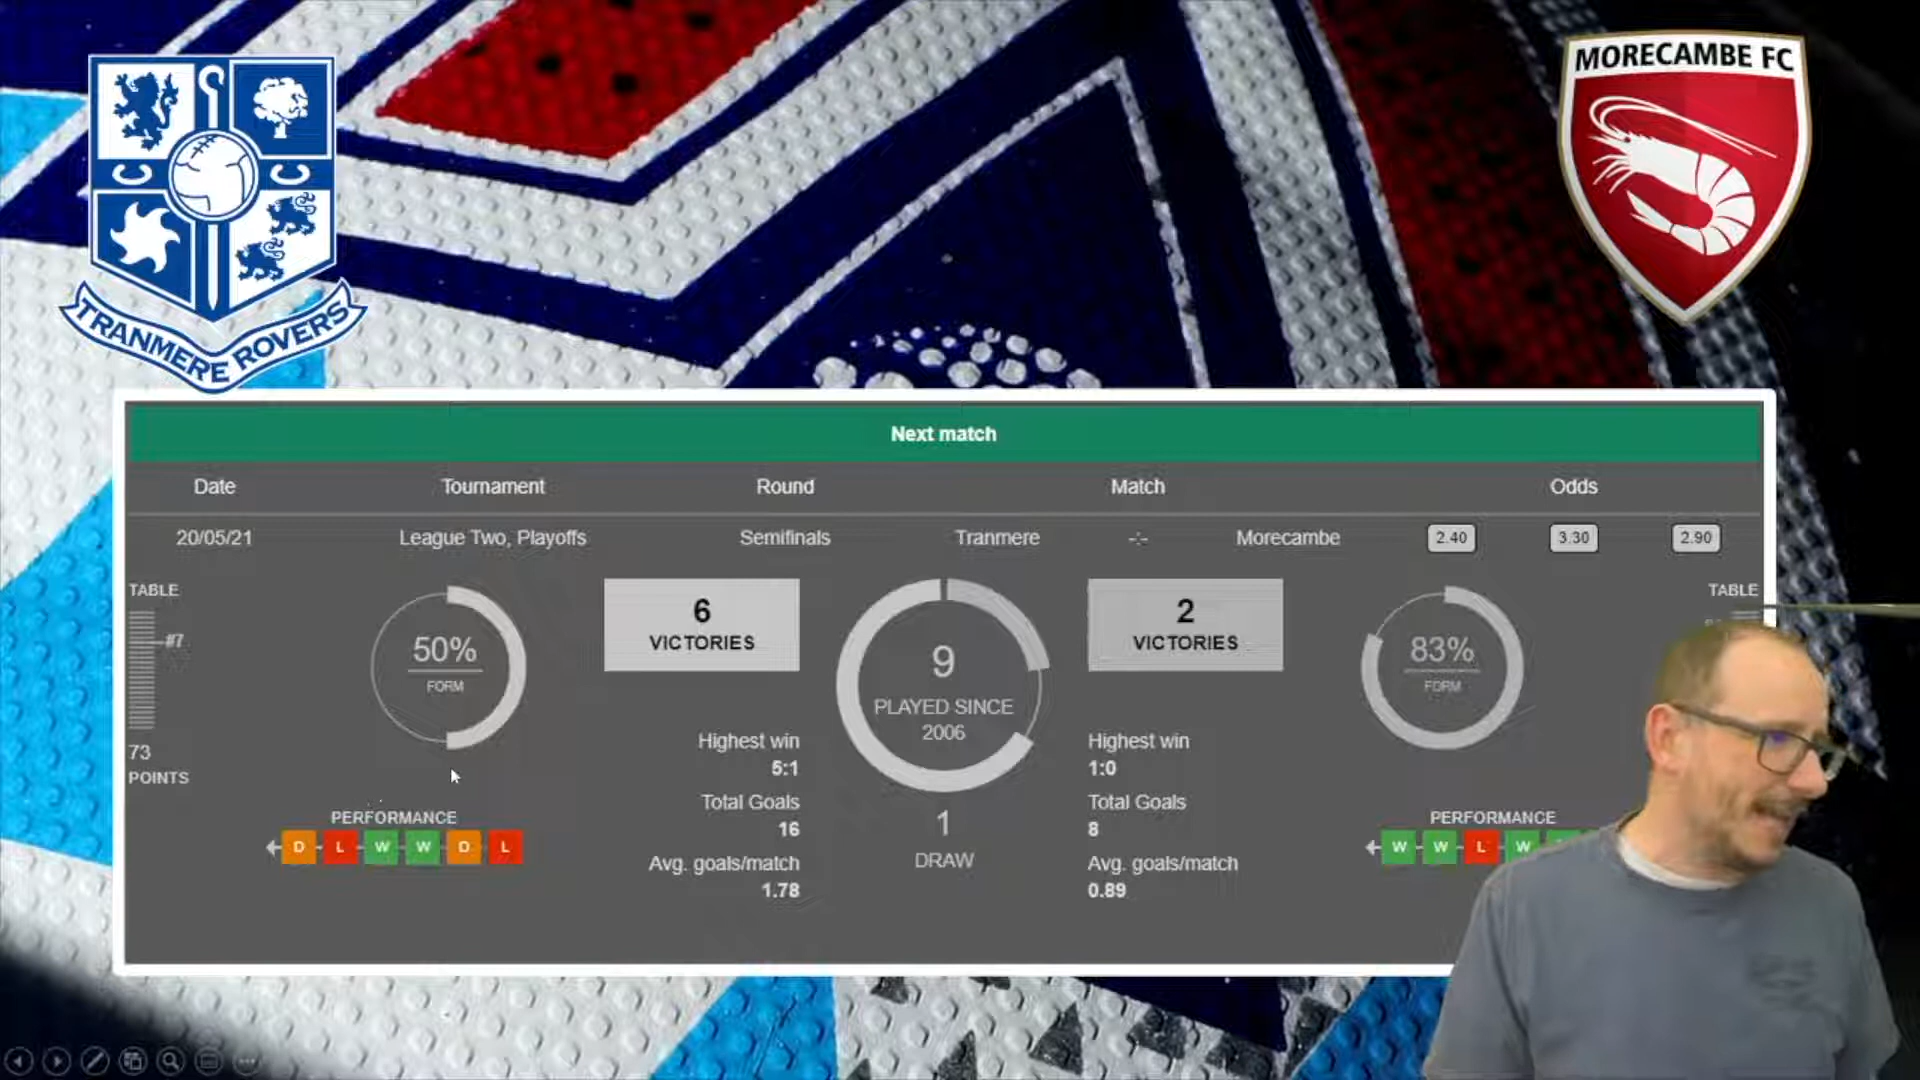 MORECAMBE FC
C C
TRANMERE ROVERS
Next match
Date Tournament Round Match Odds
20/05/21 League Two, Playoffs Semifinals Tranmere -:- Morecambe 2.40 3.30 2.90
TABLE
#7
73
POINTS
50%
FORM
PERFORMANCE
D L W W D L
6
VICTORIES
Highest win
5:1
Total Goals
16
Avg. goals/match
1.78
9
PLAYED SINCE
2006
1
DRAW
2
VICTORIES
Highest win
1:0
Total Goals
8
Avg. goals/match
0.89
83%
FORM
PERFORMANCE
W W L W
TABLE